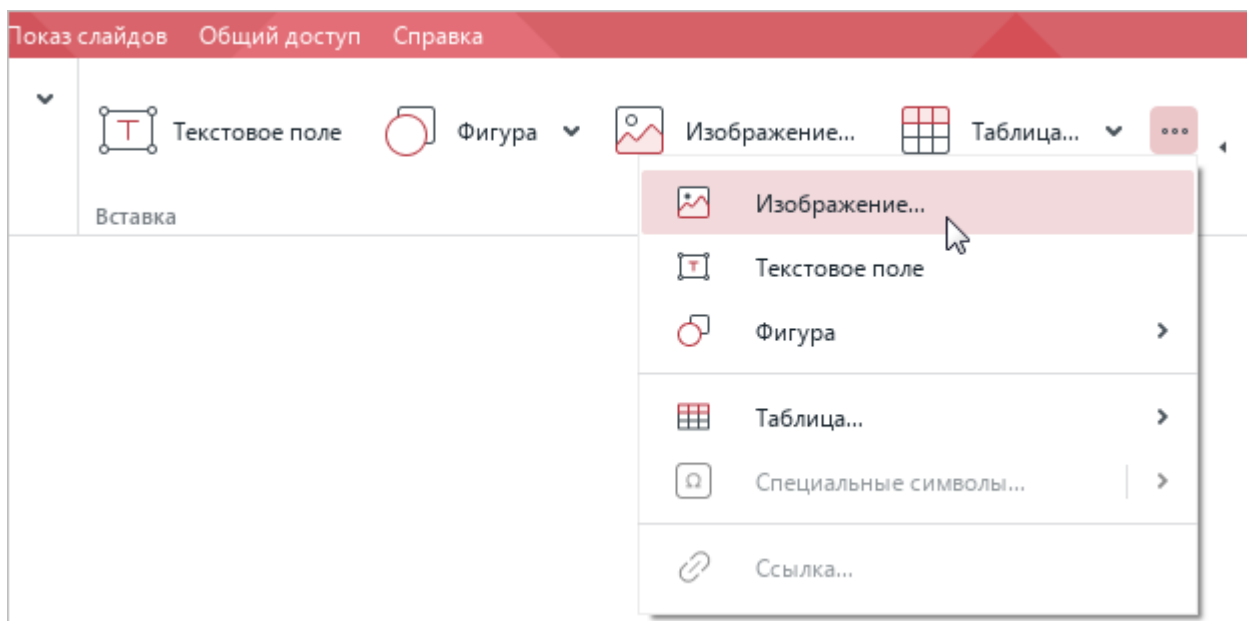 Показ слайдов Общий доступ Справка
Текстовое поле Фигура Изображение... Таблица...
Вставка
Изображение...
Текстовое поле
Фигура
Таблица...
Специальные символы...
Ссылка...